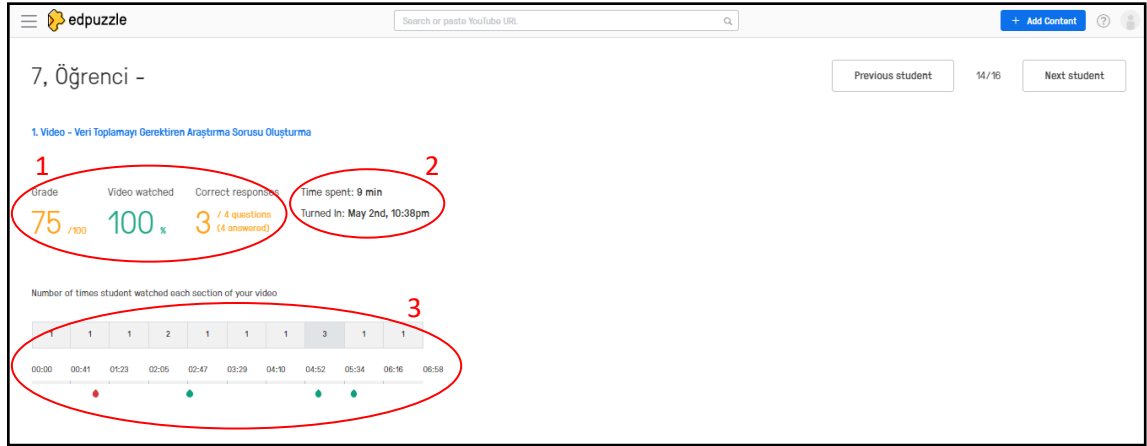 edpuzzle
Search or paste YouTube URL
+ Add Content
?
7, Öğrenci -
Previous student
14/16
Next student
1. Video - Veri Toplamayı Gerektiren Araştırma Sorusu Oluşturma
1
2
Grade
Video watched
Correct responses
Time spent: 9 min
75 /100
100 %
3 / 4 questions
(4 answered)
Turned In: May 2nd, 10:38pm
Number of times student watched each section of your video
3
1 1 1 2 1 1 1 3 1 1
00:00 00:41 01:23 02:05 02:47 03:29 04:10 04:52 05:34 06:16 06:58